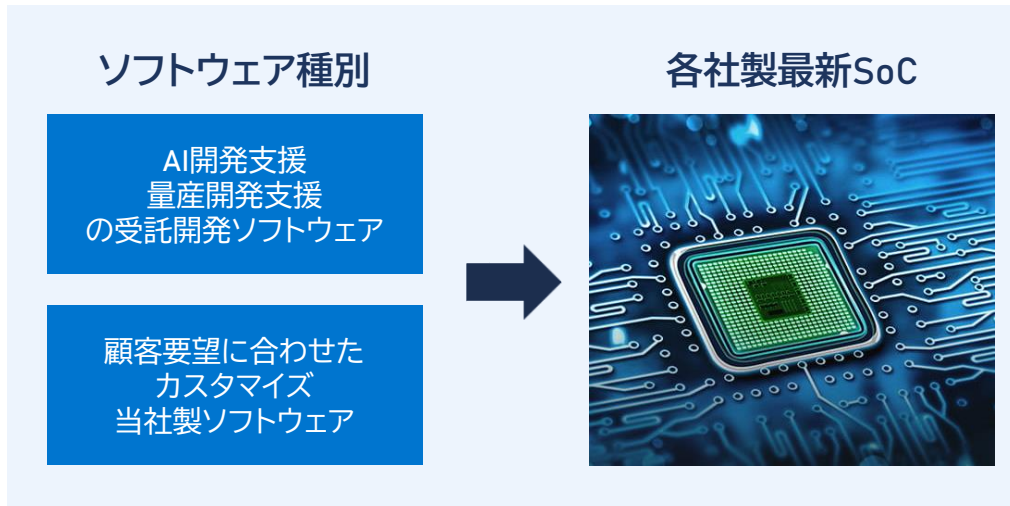 ソフトウェア種別
AI開発支援
量産開発支援
の受託開発ソフトウェア
顧客要望に合わせた
カスタマイズ
当社製ソフトウェア
各社製最新SoC